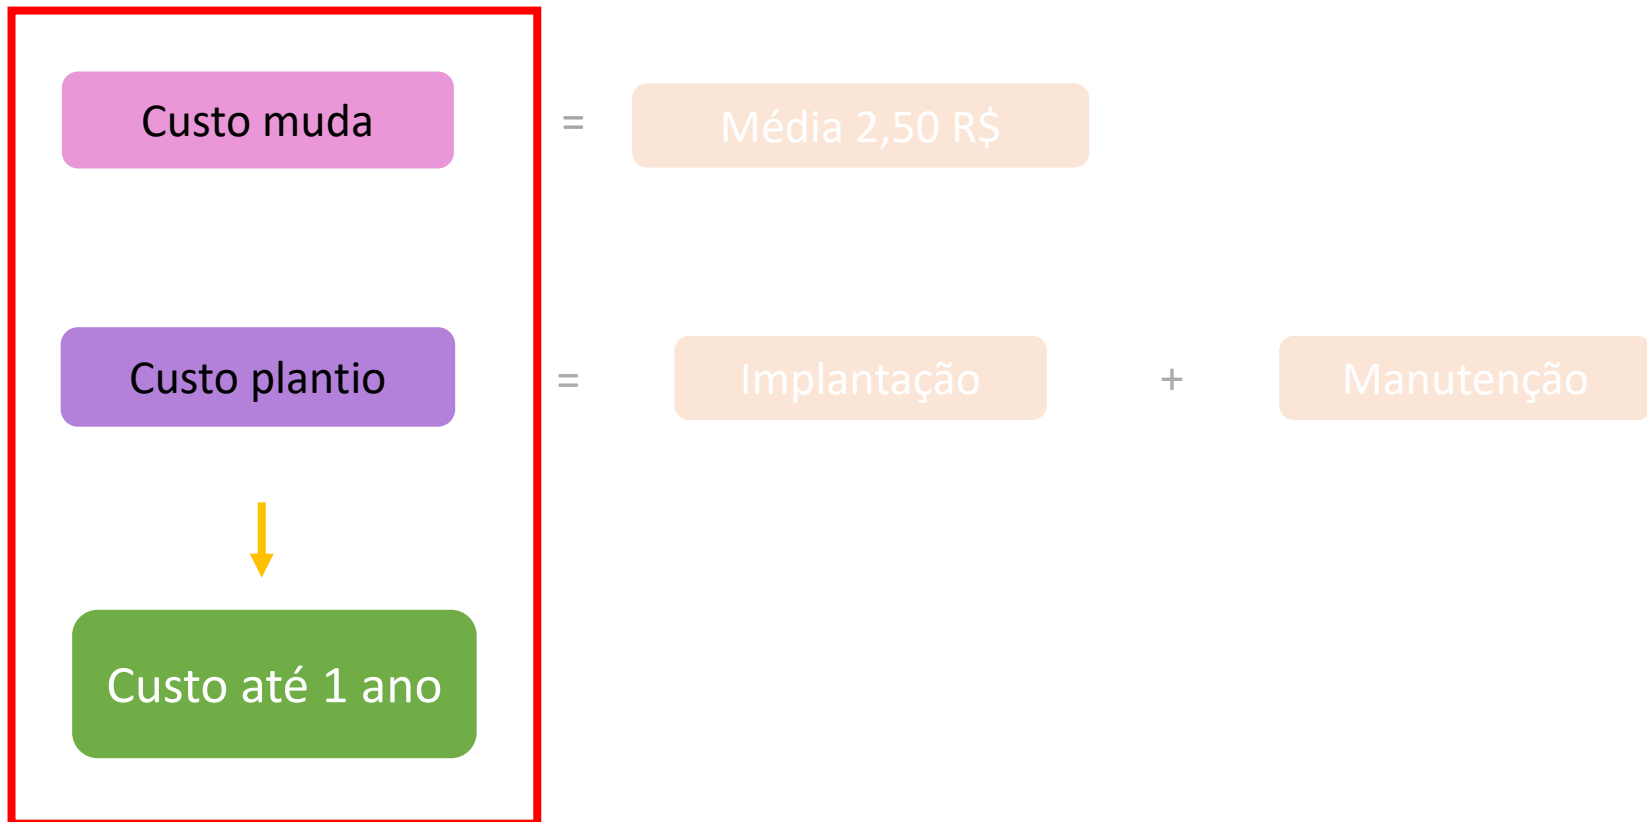 Custo muda = Média 2,50 R$
Custo plantio = Implantação + Manutenção
Custo até 1 ano